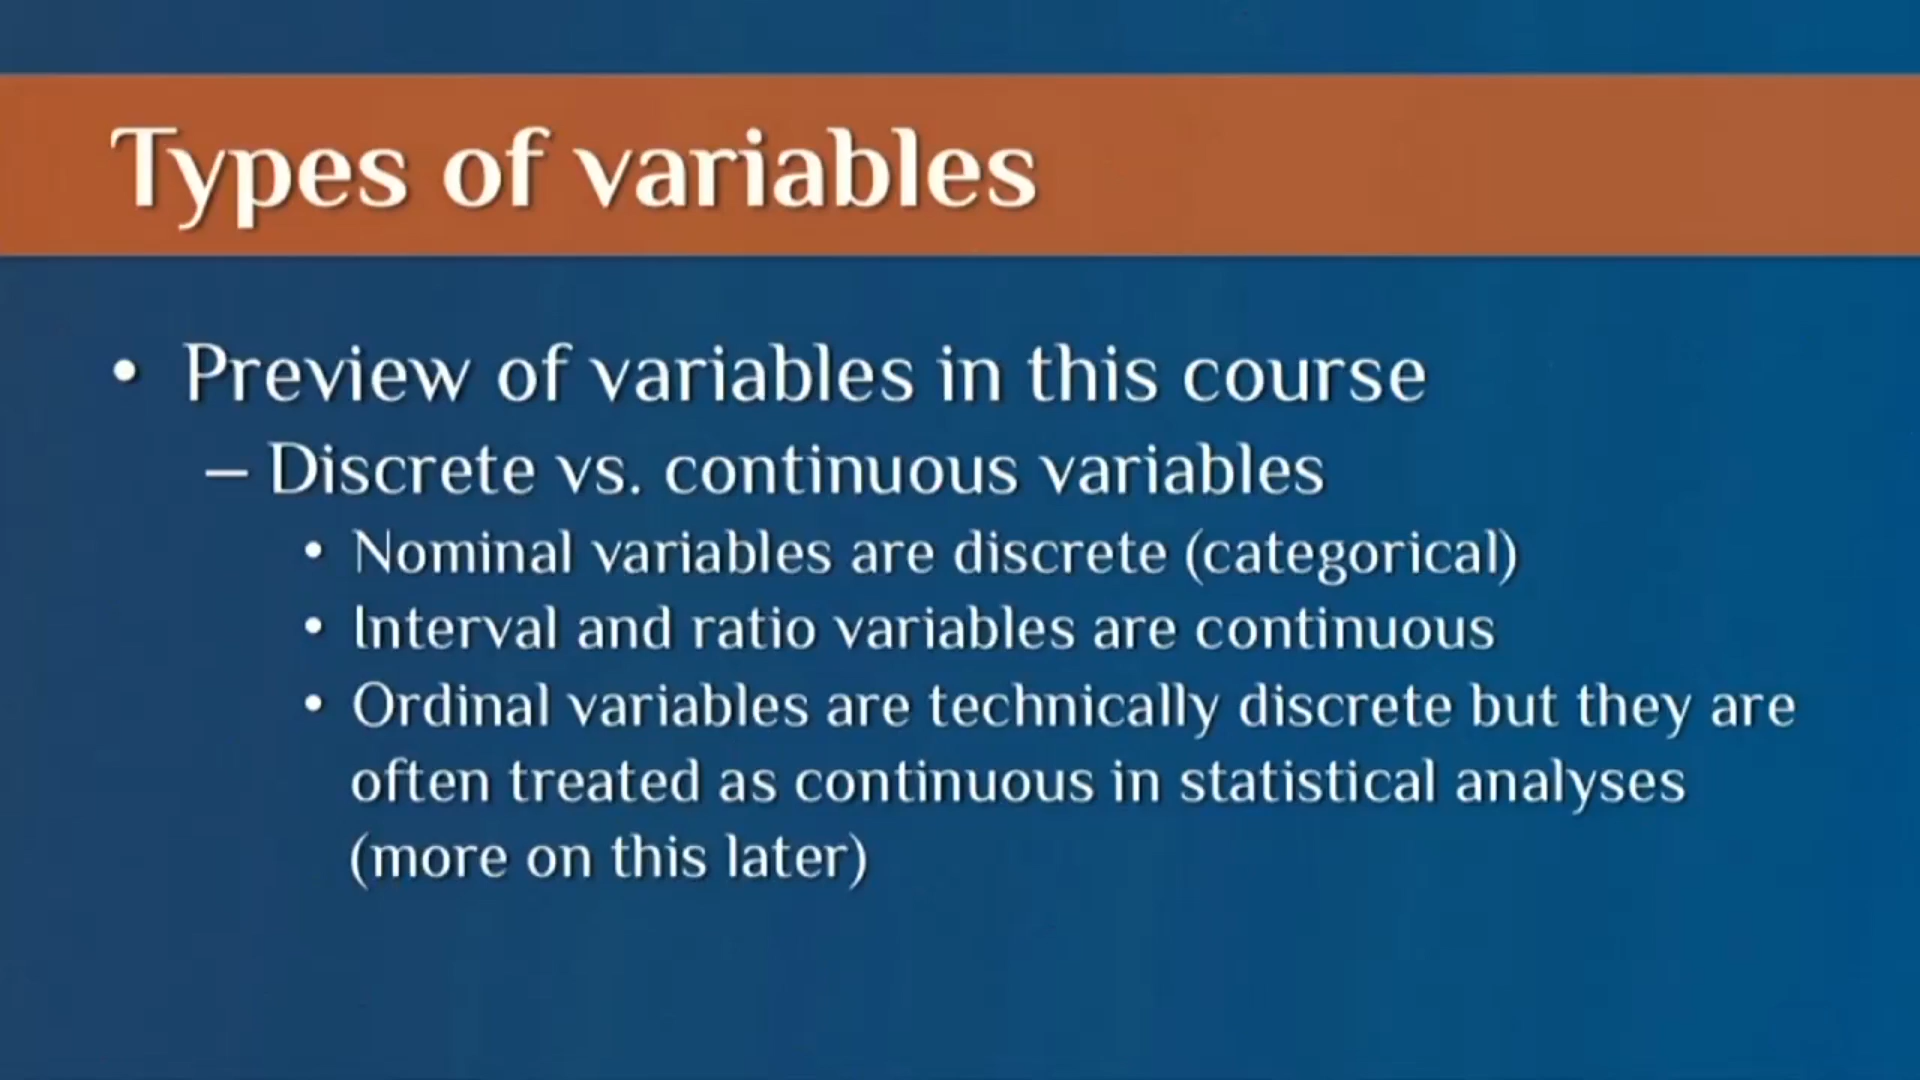 Types of variables
• Preview of variables in this course
– Discrete vs. continuous variables
• Nominal variables are discrete (categorical)
• Interval and ratio variables are continuous
• Ordinal variables are technically discrete but they are
often treated as continuous in statistical analyses
(more on this later)